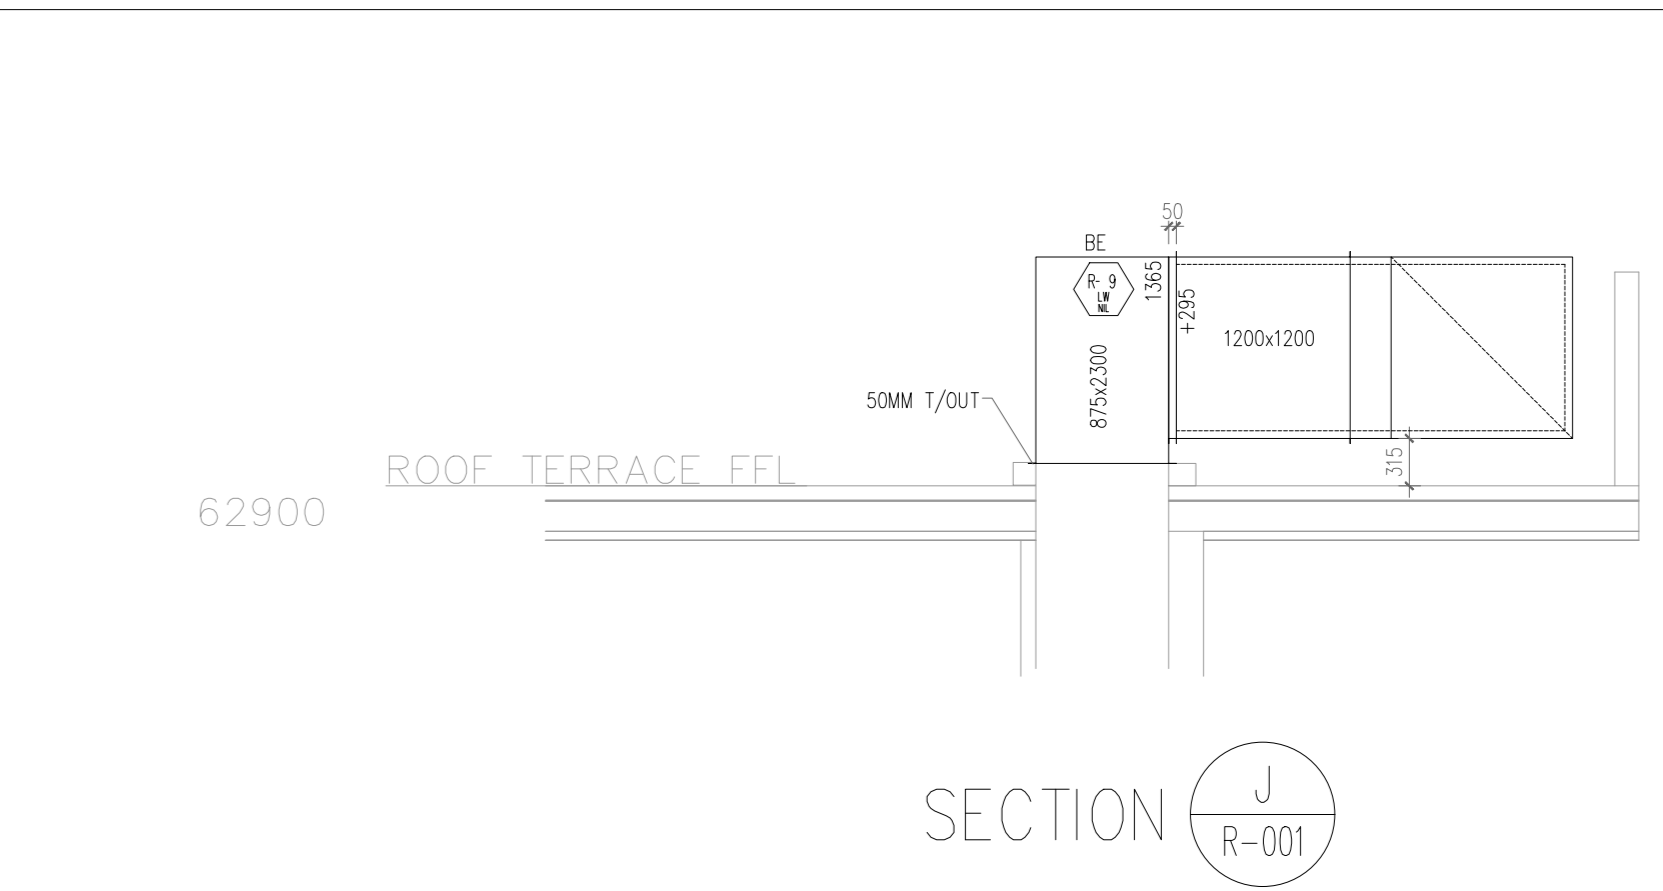 50
BE
R- 9
LW
NIL
1365
+295
1200x1200
875x2300
50MM T/OUT
315
ROOF TERRACE FFL
62900
SECTION
J
R-001